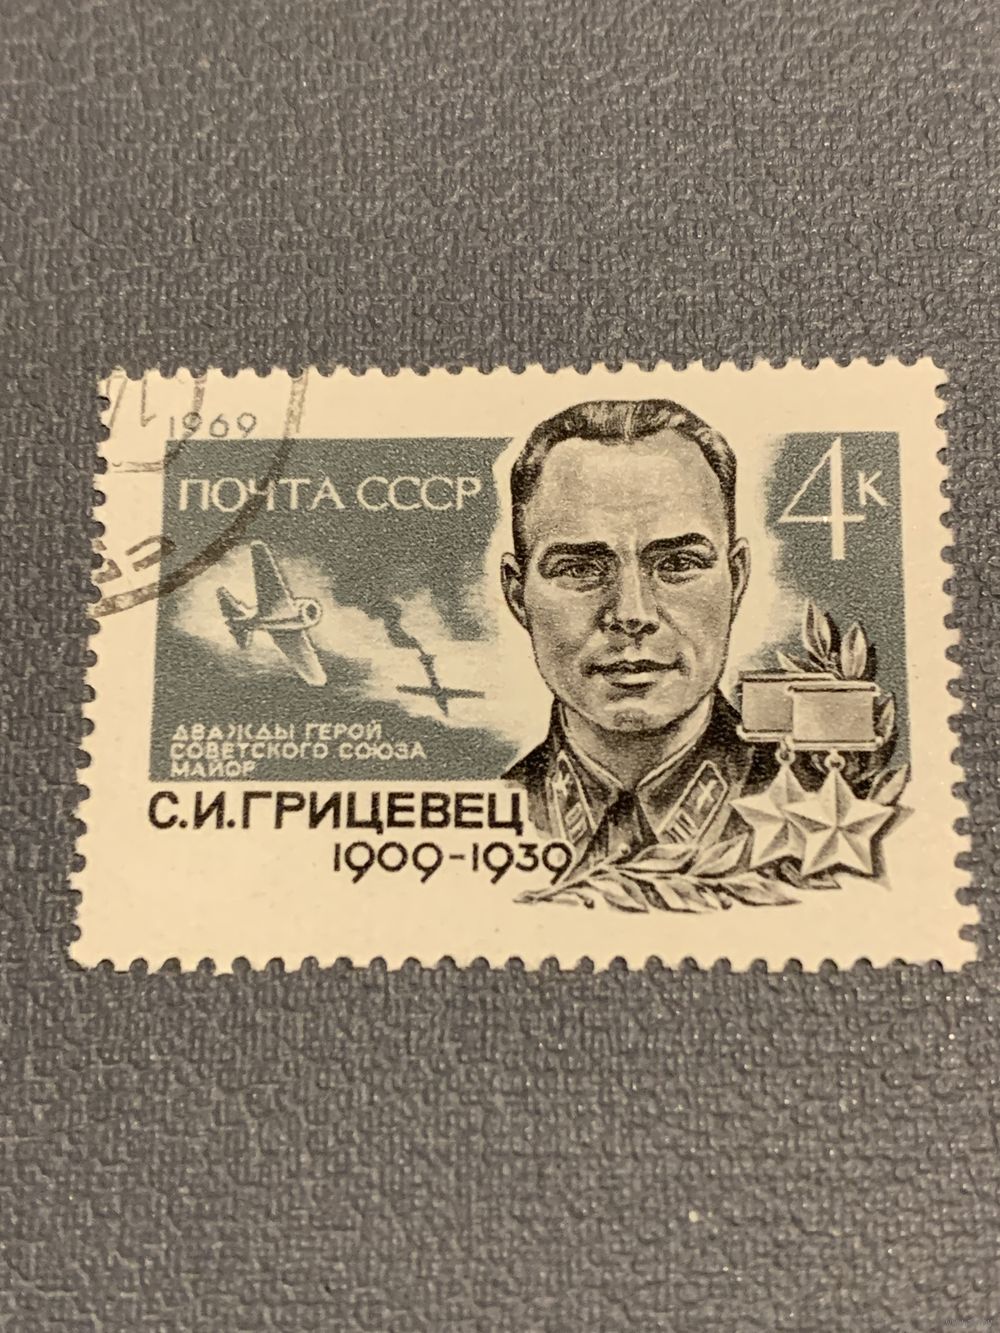 1969
ПОЧТА СССР
4к
ДВАЖДЫ ГЕРОЙ
СОВЕТСКОГО СОЮЗА
МАЙОР
С.И.ГРИЦЕВЕЦ
1909-1939